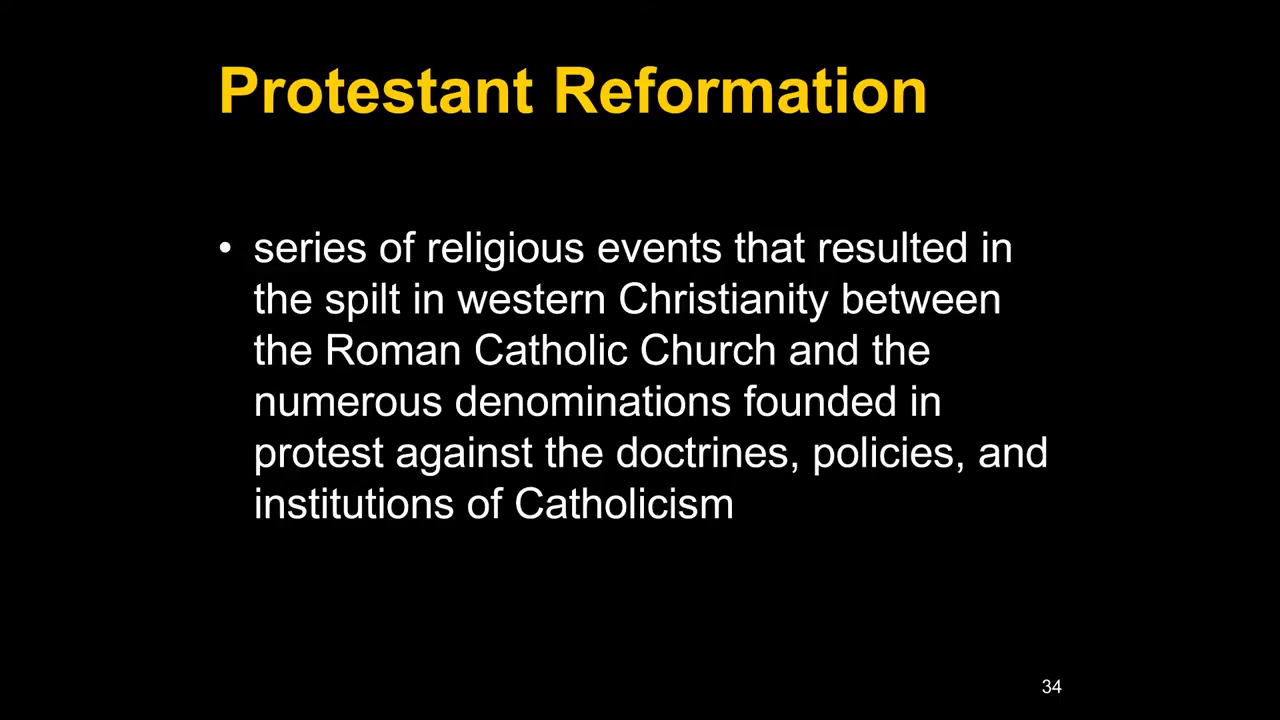 Protestant Reformation
• series of religious events that resulted in
the spilt in western Christianity between
the Roman Catholic Church and the
numerous denominations founded in
protest against the doctrines, policies, and
institutions of Catholicism
34